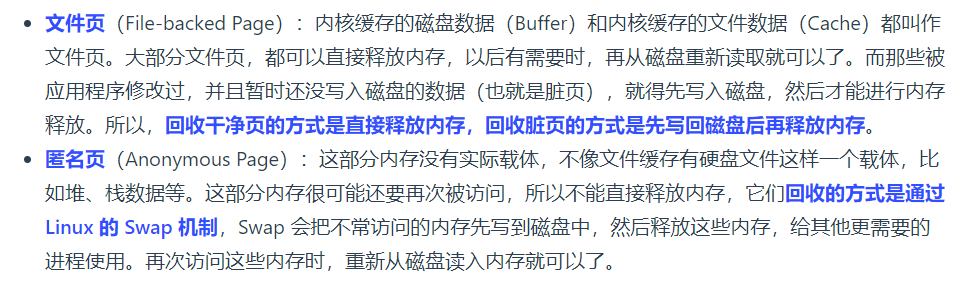 • 文件页（File-backed Page）：内核缓存的磁盘数据（Buffer）和内核缓存的文件数据（Cache）都叫作
文件页。大部分文件页，都可以直接释放内存，以后有需要时，再从磁盘重新读取就可以了。而那些被
应用程序修改过，并且暂时还没写入磁盘的数据（也就是脏页），就得先写入磁盘，然后才能进行内存
释放。所以，回收干净页的方式是直接释放内存，回收脏页的方式是先写回磁盘后再释放内存。
• 匿名页（Anonymous Page）：这部分内存没有实际载体，不像文件缓存有硬盘文件这样一个载体，比
如堆、栈数据等。这部分内存很可能还要再次被访问，所以不能直接释放内存，它们回收的方式是通过
Linux 的 Swap 机制，Swap 会把不常访问的内存先写到磁盘中，然后释放这些内存，给其他更需要的
进程使用。再次访问这些内存时，重新从磁盘读入内存就可以了。